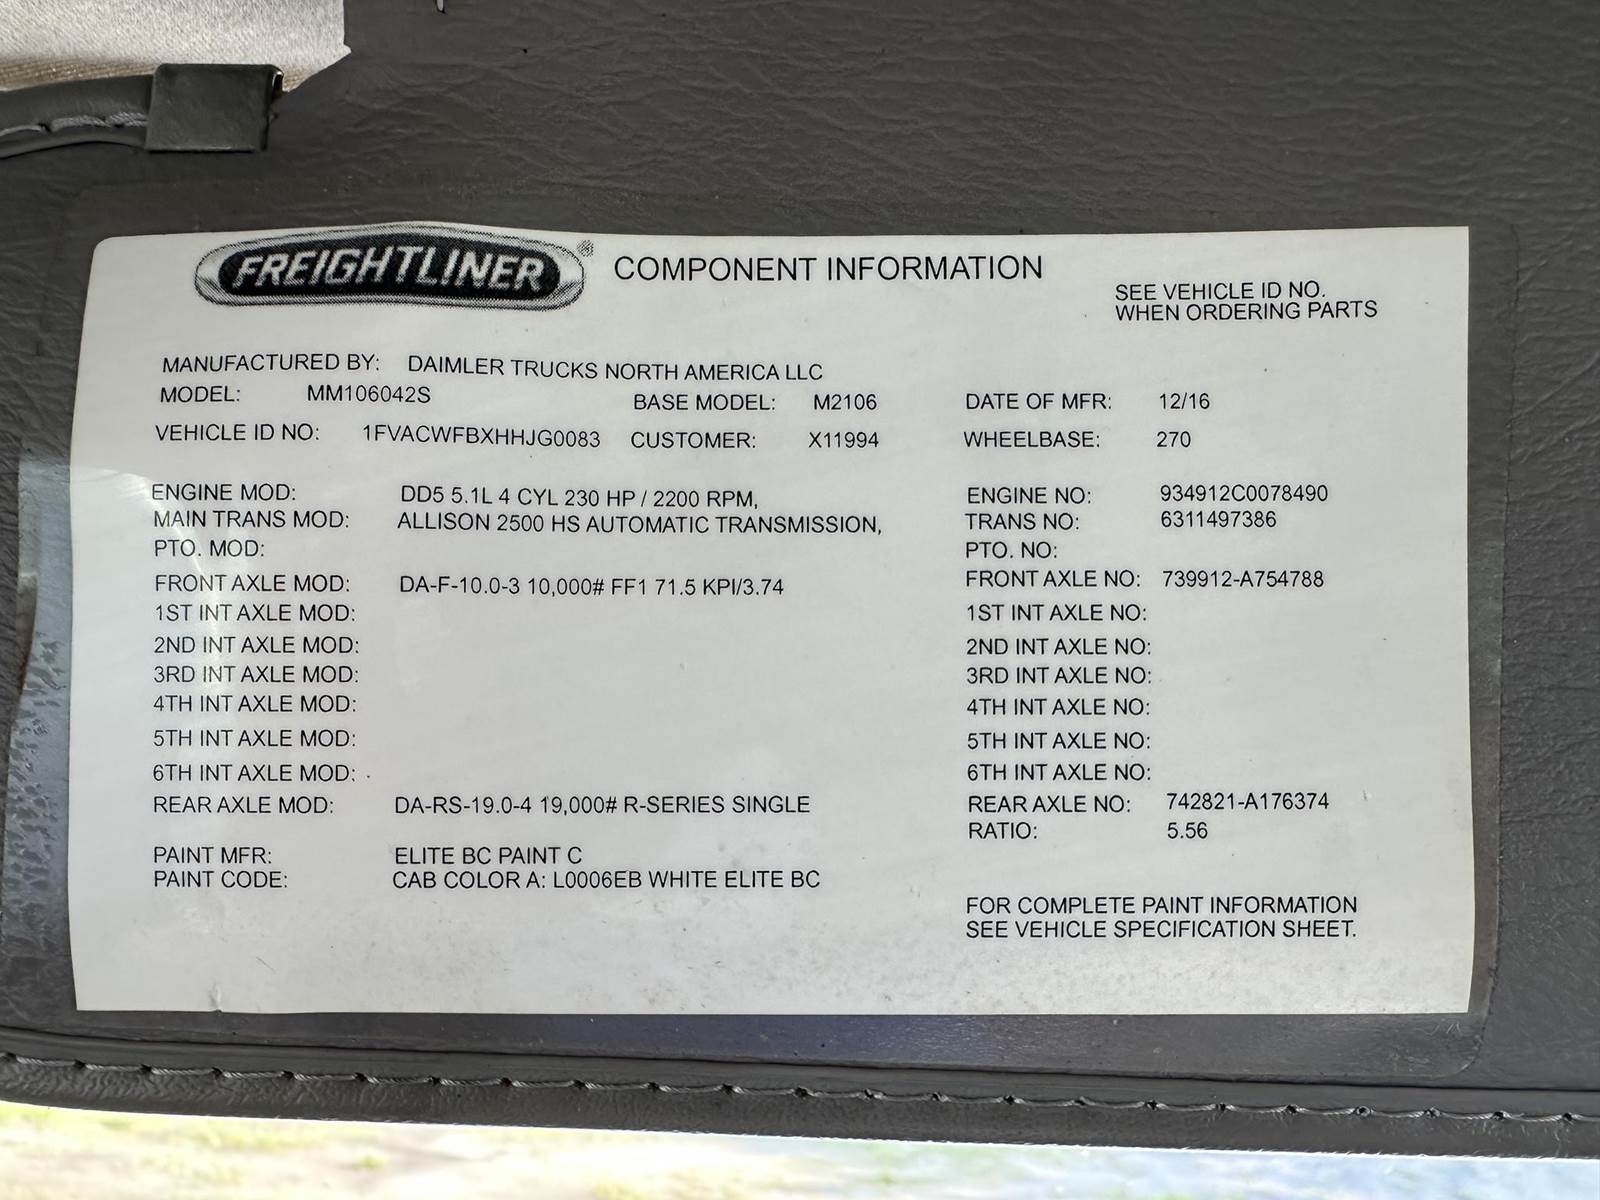 FREIGHTLINER® COMPONENT INFORMATION
SEE VEHICLE ID NO.
WHEN ORDERING PARTS
MANUFACTURED BY: DAIMLER TRUCKS NORTH AMERICA LLC
MODEL: MM106042S BASE MODEL: M2106 DATE OF MFR: 12/16
VEHICLE ID NO: 1FVACWFBXHHJG0083 CUSTOMER: X11994 WHEELBASE: 270
ENGINE MOD: DD5 5.1L 4 CYL 230 HP / 2200 RPM, ENGINE NO: 934912C0078490
MAIN TRANS MOD: ALLISON 2500 HS AUTOMATIC TRANSMISSION, TRANS NO: 6311497386
PTO. MOD: PTO. NO:
FRONT AXLE MOD: DA-F-10.0-3 10,000# FF1 71.5 KPI/3.74 FRONT AXLE NO: 739912-A754788
1ST INT AXLE MOD: 1ST INT AXLE NO:
2ND INT AXLE MOD: 2ND INT AXLE NO:
3RD INT AXLE MOD: 3RD INT AXLE NO:
4TH INT AXLE MOD: 4TH INT AXLE NO:
5TH INT AXLE MOD: 5TH INT AXLE NO:
6TH INT AXLE MOD: 6TH INT AXLE NO:
REAR AXLE MOD: DA-RS-19.0-4 19,000# R-SERIES SINGLE REAR AXLE NO: 742821-A176374
RATIO: 5.56
PAINT MFR: ELITE BC PAINT C
PAINT CODE: CAB COLOR A: L0006EB WHITE ELITE BC
FOR COMPLETE PAINT INFORMATION
SEE VEHICLE SPECIFICATION SHEET.